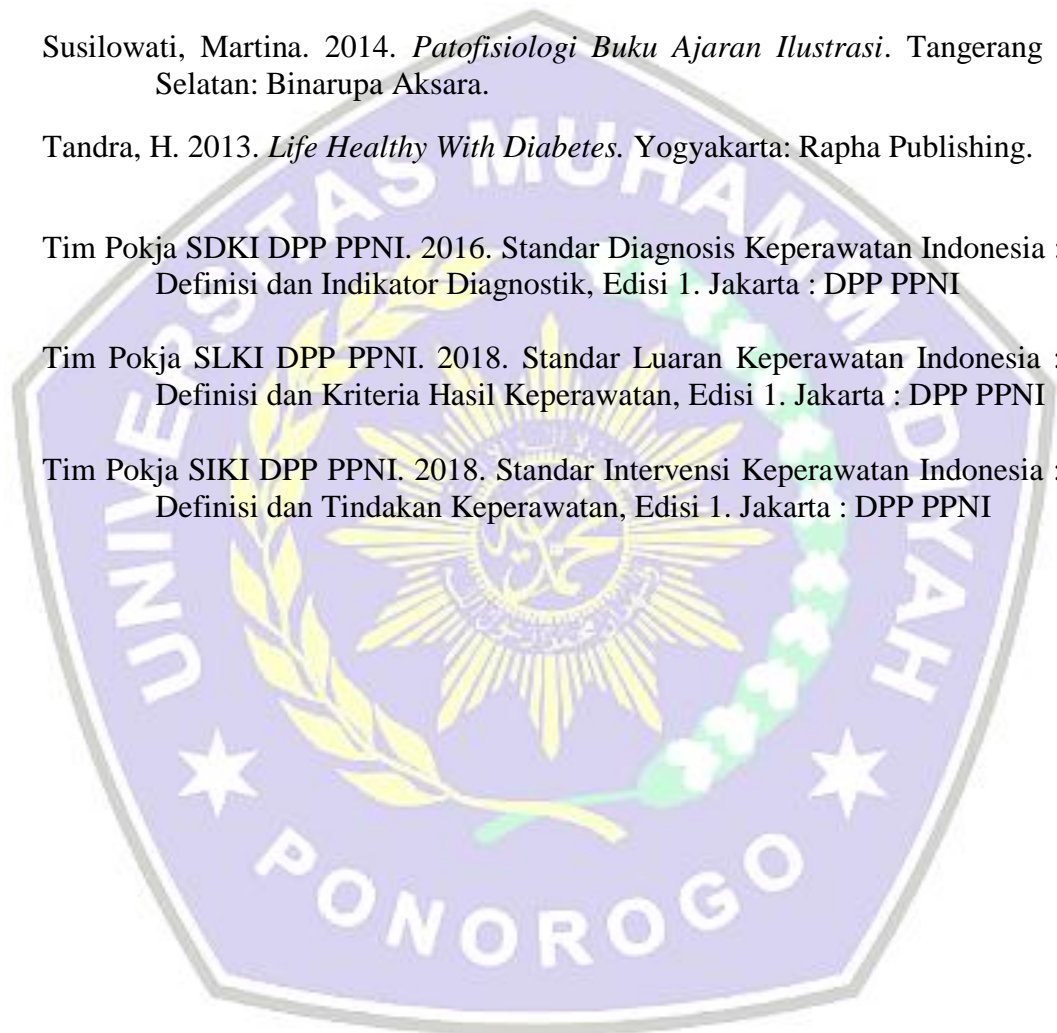 Susilowati, Martina. 2014. Patofisiologi Buku Ajaran Ilustrasi. Tangerang
Selatan: Binarupa Aksara.
Tandra, H. 2013. Life Healthy With Diabetes. Yogyakarta: Rapha Publishing.
Tim Pokja SDKI DPP PPNI. 2016. Standar Diagnosis Keperawatan Indonesia :
Definisi dan Indikator Diagnostik, Edisi 1. Jakarta : DPP PPNI
Tim Pokja SLKI DPP PPNI. 2018. Standar Luaran Keperawatan Indonesia :
Definisi dan Kriteria Hasil Keperawatan, Edisi 1. Jakarta : DPP PPNI
Tim Pokja SIKI DPP PPNI. 2018. Standar Intervensi Keperawatan Indonesia :
Definisi dan Tindakan Keperawatan, Edisi 1. Jakarta : DPP PPNI
UNIVERSITAS MUHAMMADIYAH
PONOROGO